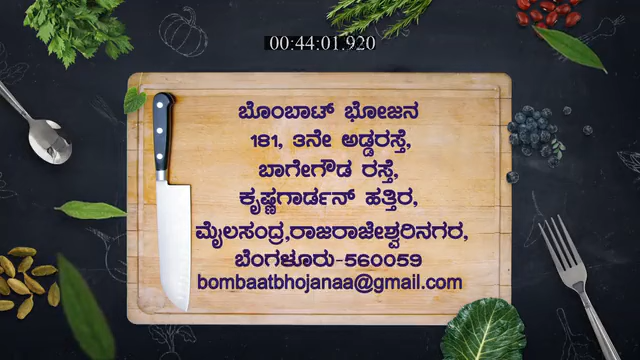 00:44:01.920
ಬೊಂಬಾಟ್ ಭೋಜನ
181, 3ನೇ ಅಡ್ಡರಸ್ತೆ,
ಬಾಗೇಗೌಡ ರಸ್ತೆ,
ಕೃಷ್ಣಗಾರ್ಡನ್ ಹತ್ತಿರ,
ಮೈಲಸಂದ್ರ,ರಾಜರಾಜೇಶ್ವರಿನಗರ,
ಬೆಂಗಳೂರು-560059
bombaatbhojanaa@gmail.com